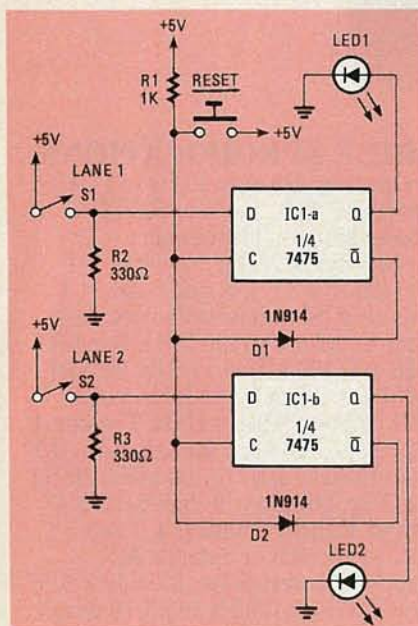 +5V
LED1
R1
1K
RESET
+5V
+5V
LANE 1
S1
D
IC1-a
Q
1/4
C
7475
Q̅
R2
330Ω
1N914
D1
+5V
LANE 2
S2
D
IC1-b
Q
1/4
C
7475
Q̅
R3
330Ω
1N914
D2
LED2